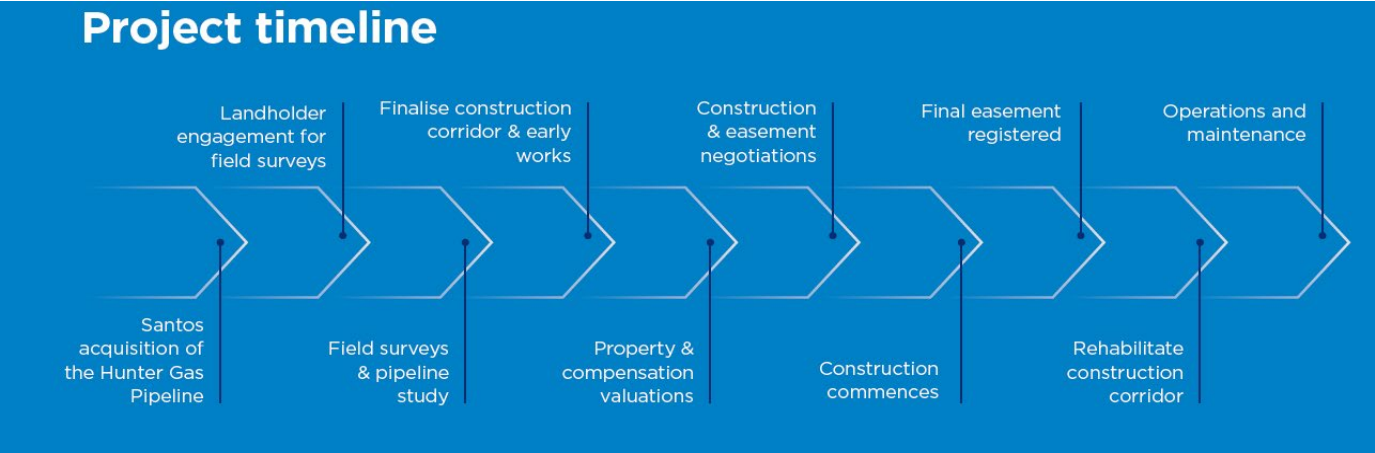 Project timeline
Santos
acquisition of
the Hunter Gas
Pipeline
Landholder
engagement for
field surveys
Field surveys
& pipeline
study
Finalise construction
corridor & early
works
Property &
compensation
valuations
Construction
& easement
negotiations
Construction
commences
Final easement
registered
Rehabilitate
construction
corridor
Operations and
maintenance